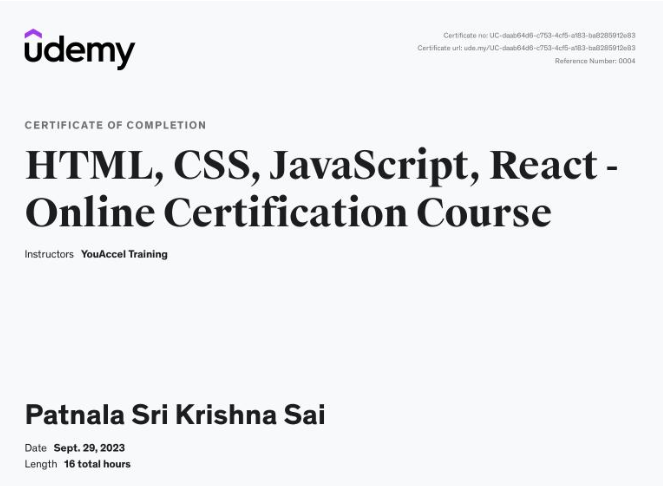 udemy
Certificate no: UC-daab64d6-c753-4cf5-a183-ba8285912e83
Certificate url: ude.my/UC-daab64d6-c753-4cf5-a183-ba8285912e83
Reference Number: 0004
CERTIFICATE OF COMPLETION
HTML, CSS, JavaScript, React -
Online Certification Course
Instructors YouAccel Training
Patnala Sri Krishna Sai
Date Sept. 29, 2023
Length 16 total hours